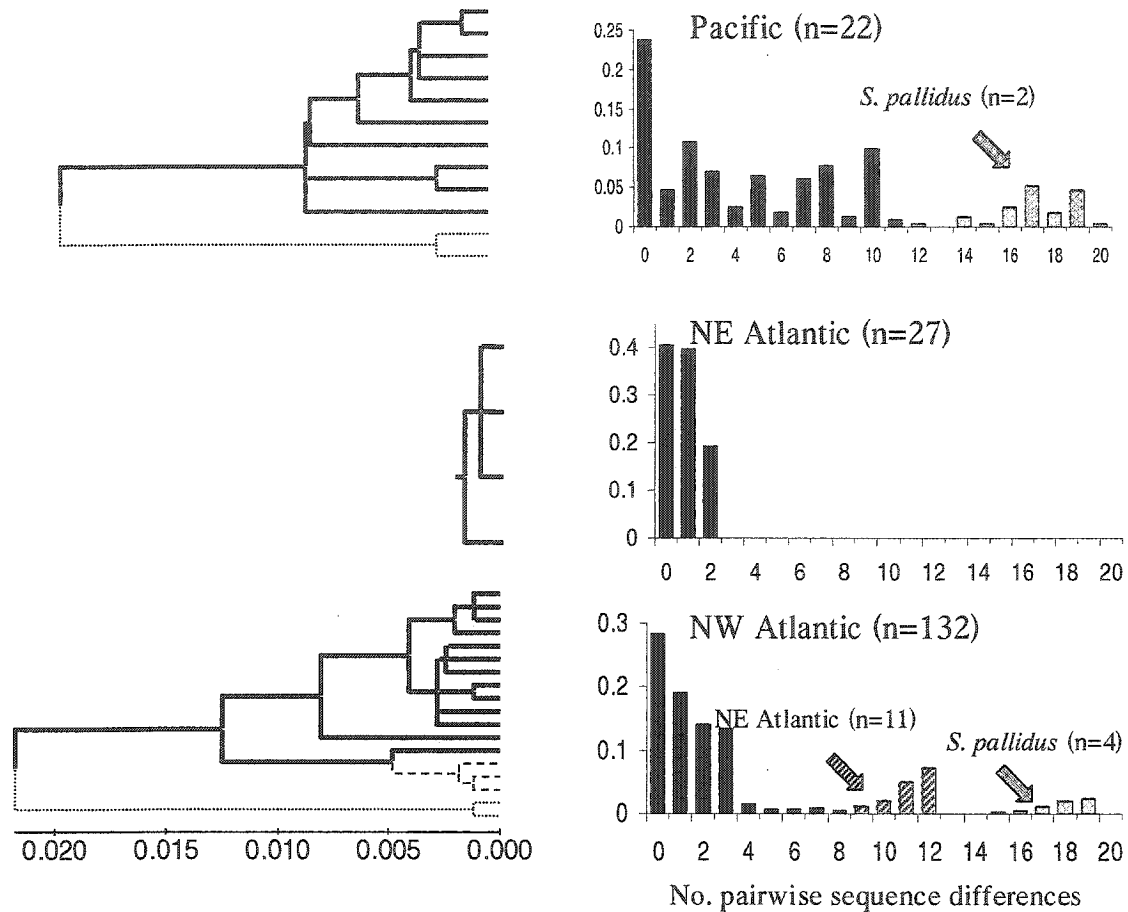 Pacific (n=22)
0.25
0.2
0.15
0.1
0.05
0
S. pallidus (n=2)
0 2 4 6 8 10 12 14 16 18 20
NE Atlantic (n=27)
0.4
0.3
0.2
0.1
0
0 2 4 6 8 10 12 14 16 18 20
NW Atlantic (n=132)
0.3
0.2
0.1
0
NE Atlantic (n=11)
S. pallidus (n=4)
0 2 4 6 8 10 12 14 16 18 20
No. pairwise sequence differences
0.020 0.015 0.010 0.005 0.000